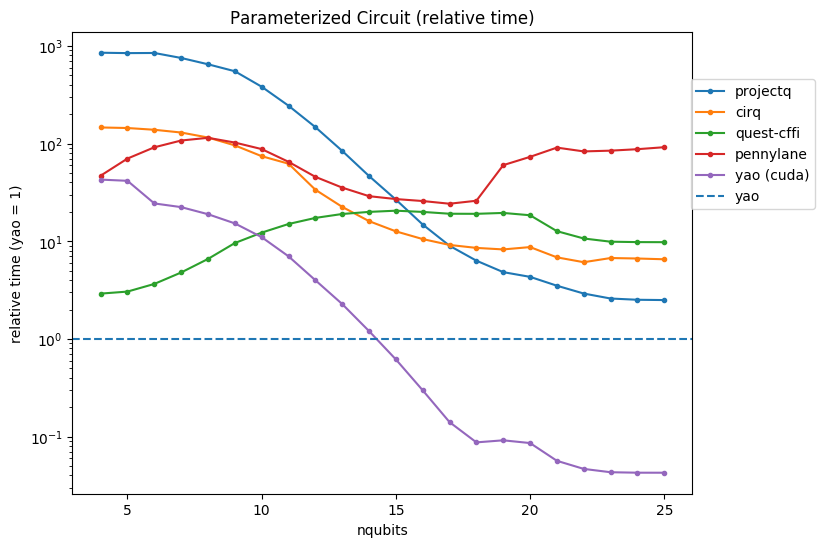 Parameterized Circuit (relative time)
relative time (yao = 1)
10³
10²
10¹
10⁰
10⁻¹
5
10
15
20
25
nqubits
projectq
cirq
quest-cffi
pennylane
yao (cuda)
yao